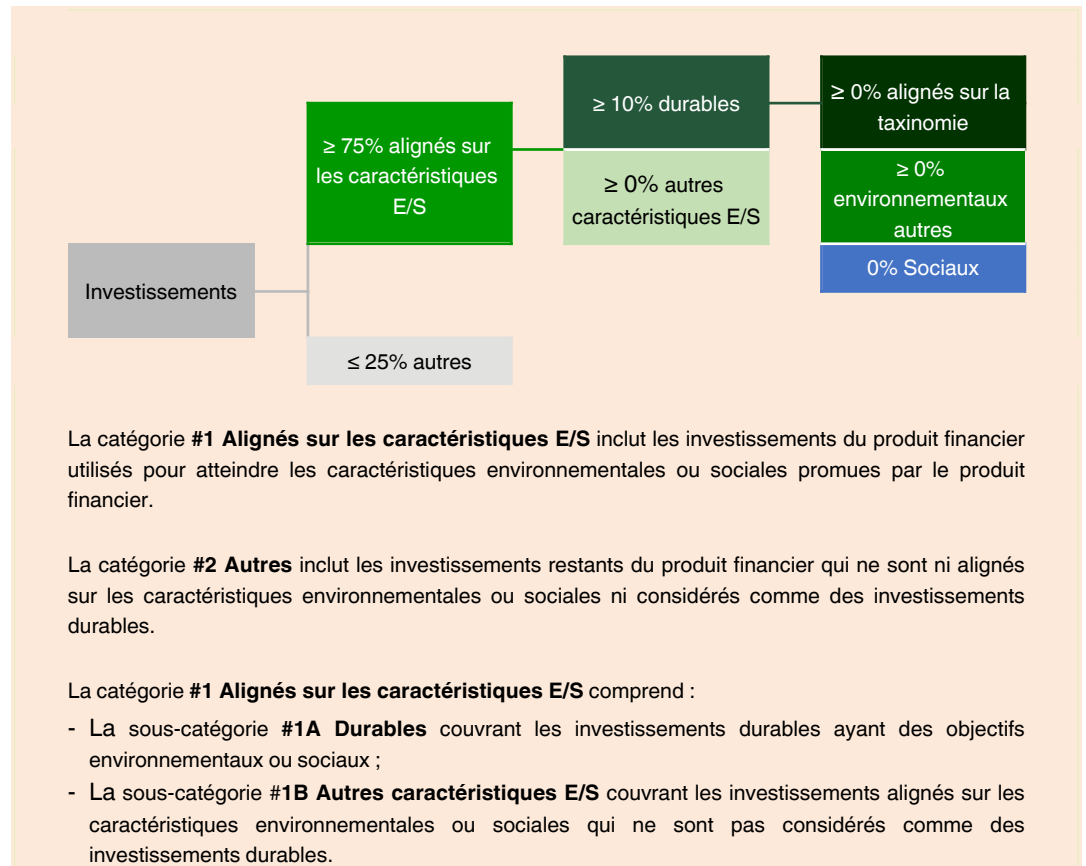 ≥ 75% alignés sur
les caractéristiques
E/S
≥ 10% durables
≥ 0% autres
caractéristiques E/S
≥ 0% alignés sur la
taxinomie
≥ 0%
environnementaux
autres
0% Sociaux
Investissements
≤ 25% autres
La catégorie #1 Alignés sur les caractéristiques E/S inclut les investissements du produit financier
utilisés pour atteindre les caractéristiques environnementales ou sociales promues par le produit
financier.
La catégorie #2 Autres inclut les investissements restants du produit financier qui ne sont ni alignés
sur les caractéristiques environnementales ou sociales ni considérés comme des investissements
durables.
La catégorie #1 Alignés sur les caractéristiques E/S comprend :
- La sous-catégorie #1A Durables couvrant les investissements durables ayant des objectifs
environnementaux ou sociaux ;
- La sous-catégorie #1B Autres caractéristiques E/S couvrant les investissements alignés sur les
caractéristiques environnementales ou sociales qui ne sont pas considérés comme des
investissements durables.